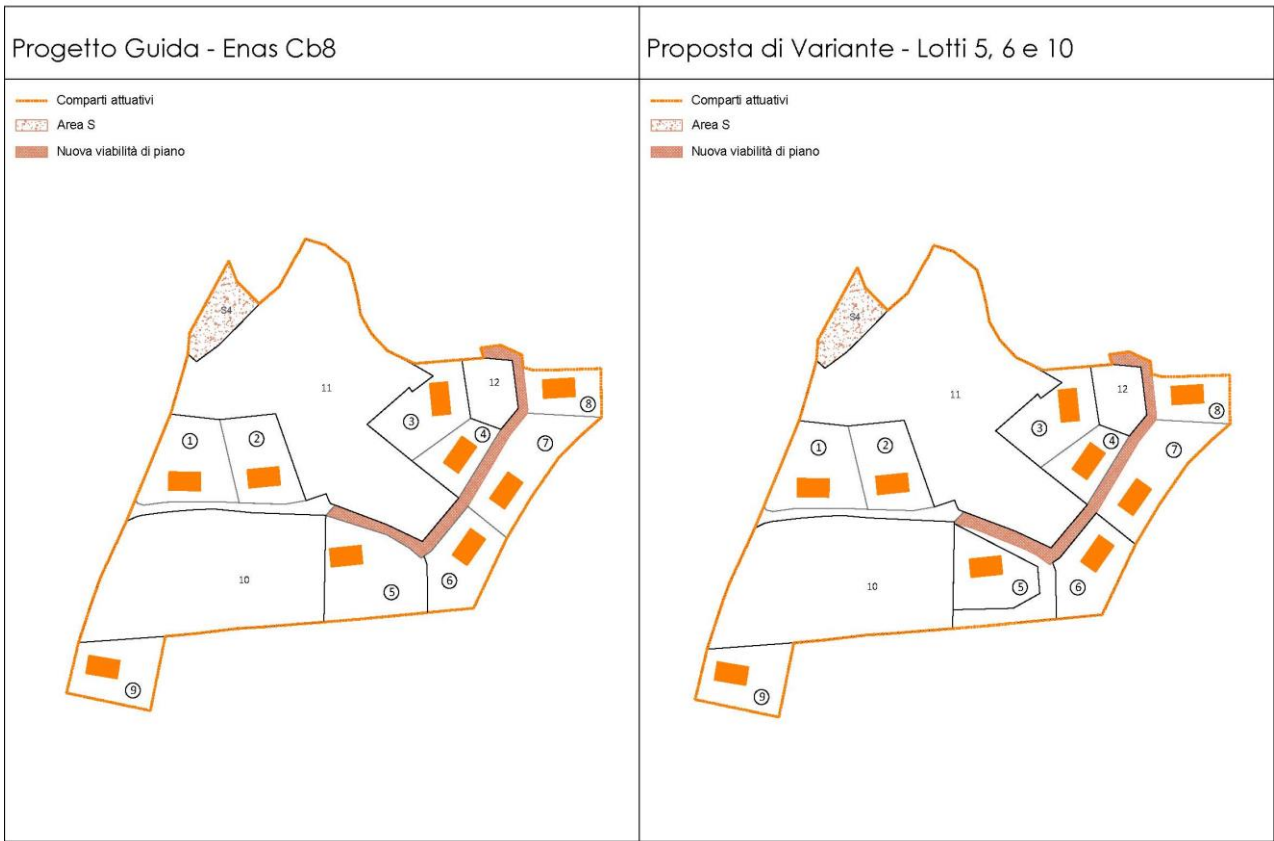 Progetto Guida - Enas Cb8
Comparti attuativi
Area S
Nuova viabilità di piano
S4
11
12
8
3
4
7
1
2
10
5
6
9
Proposta di Variante - Lotti 5, 6 e 10
Comparti attuativi
Area S
Nuova viabilità di piano
S4
11
12
8
3
4
7
1
2
10
5
6
9